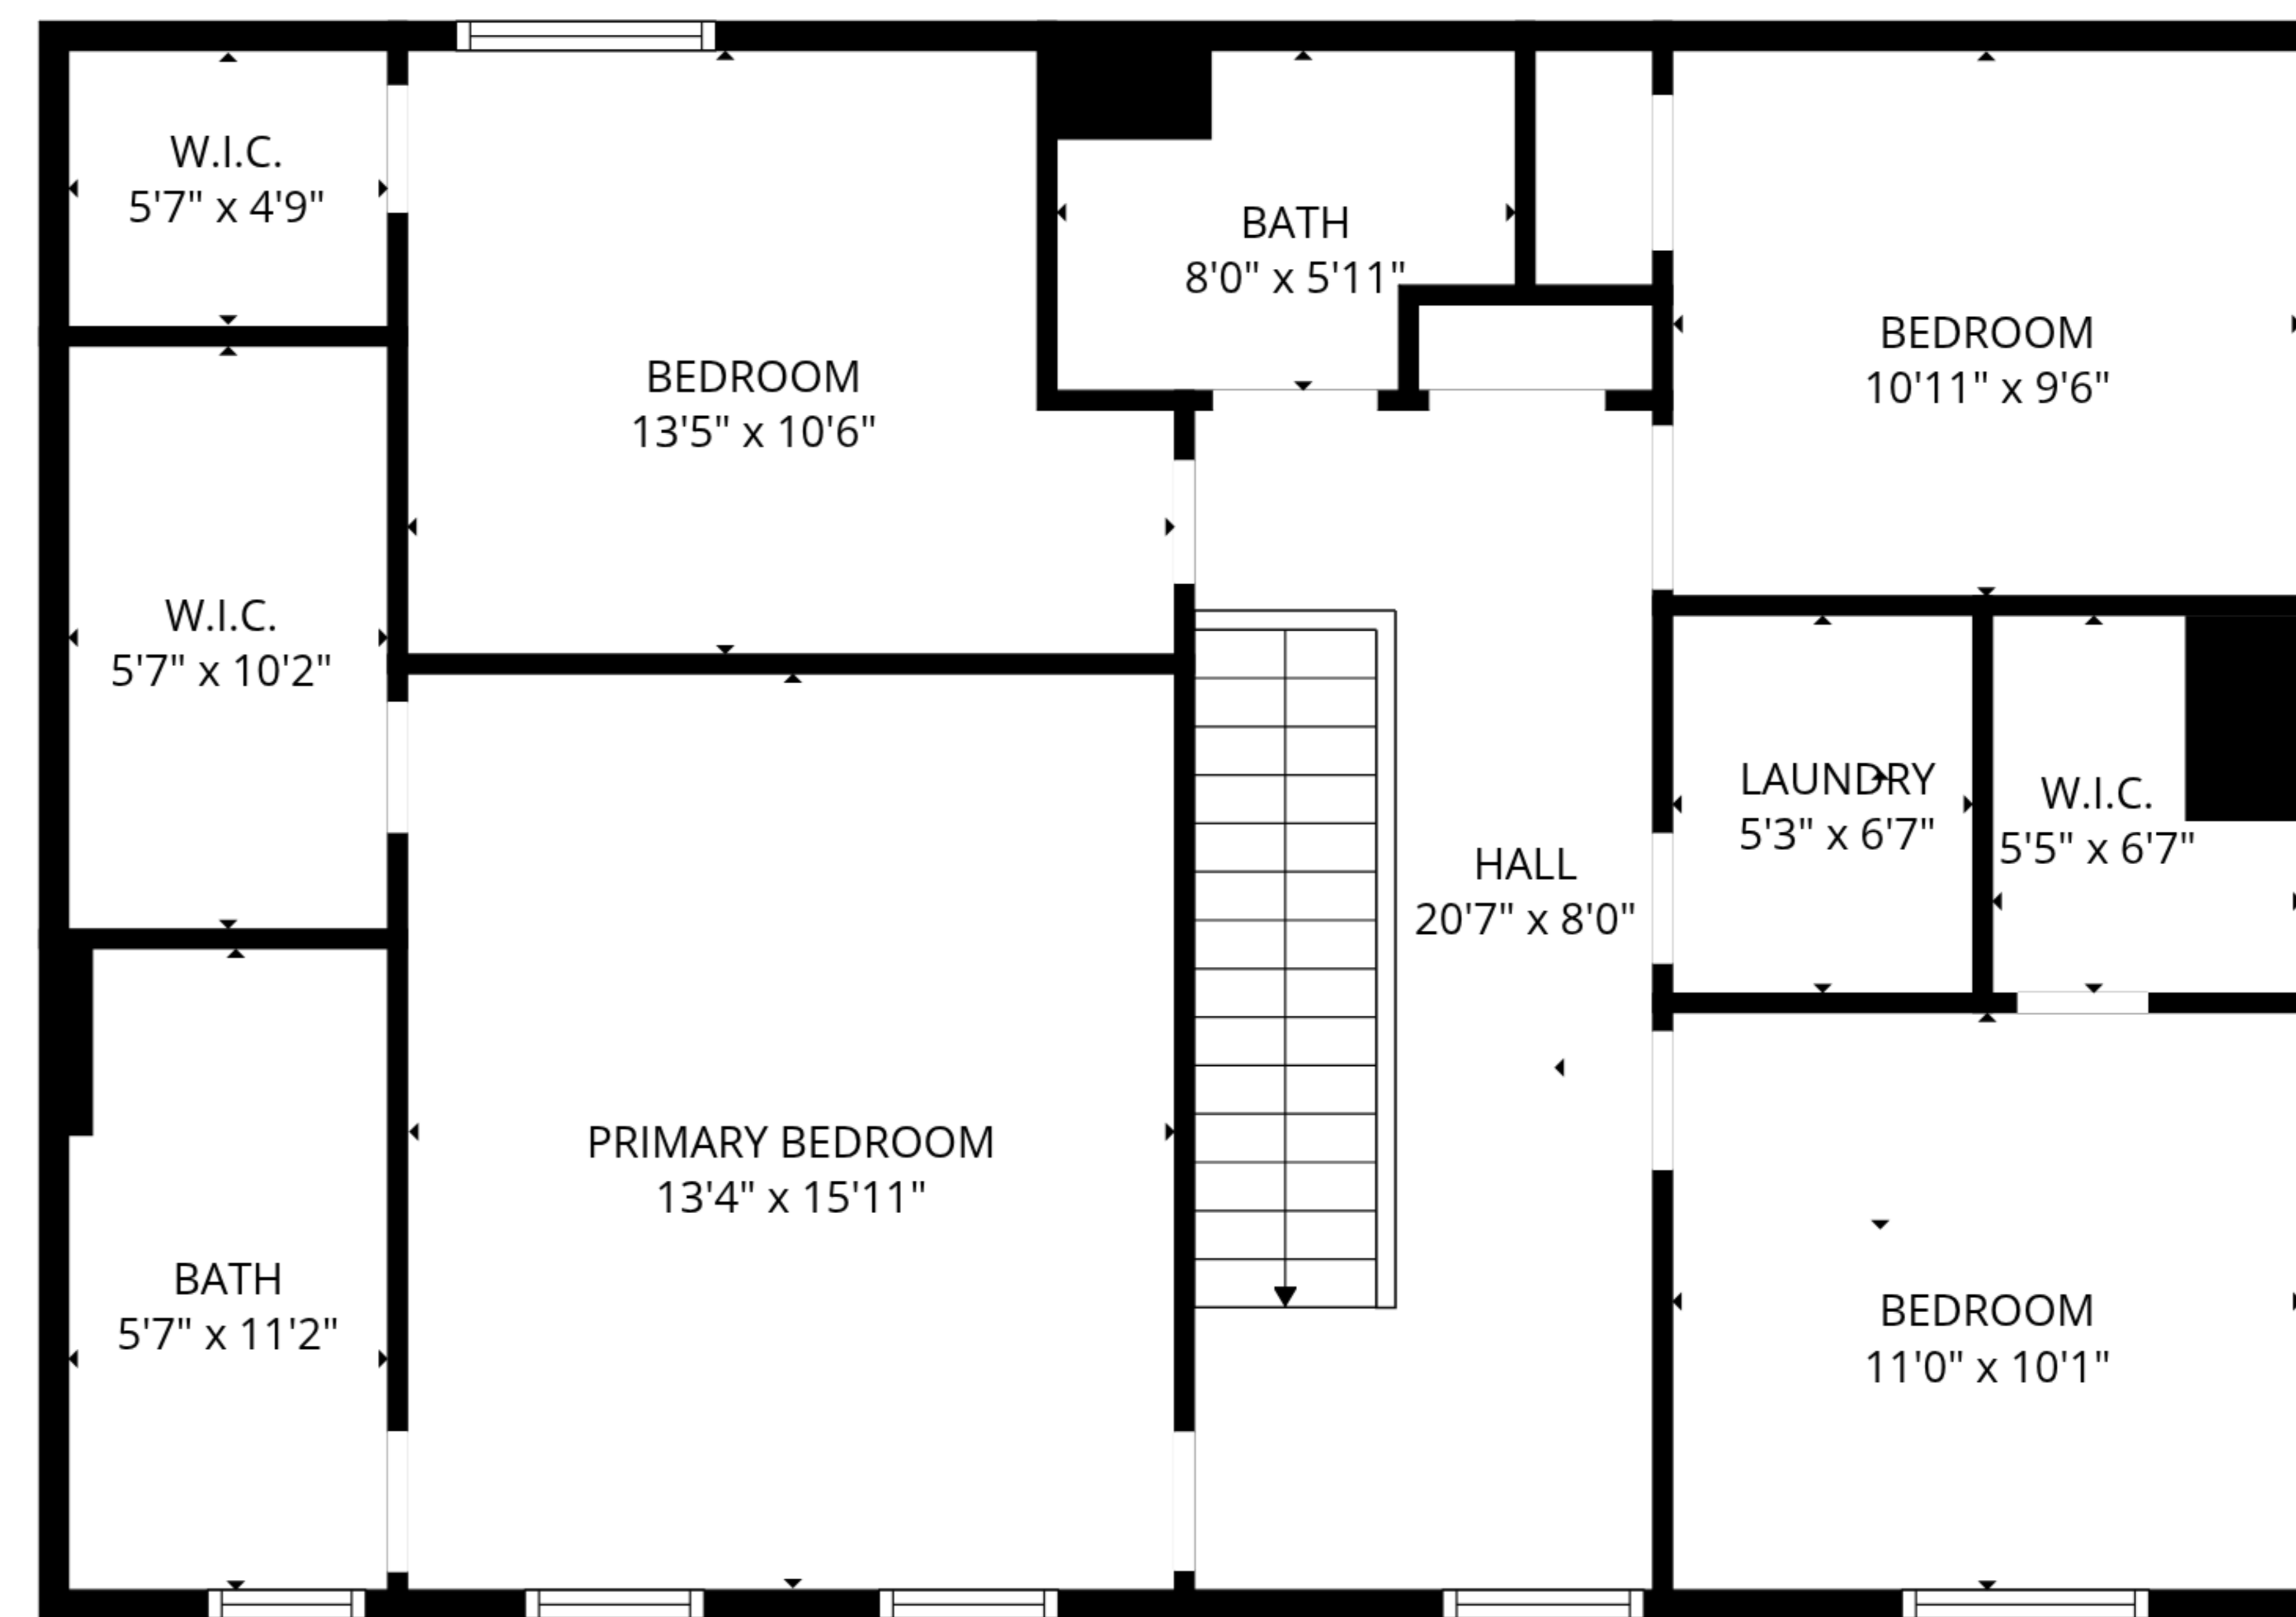 W.I.C.
5'7" x 4'9"
BATH
8'0" x 5'11"
BEDROOM
10'11" x 9'6"
BEDROOM
13'5" x 10'6"
W.I.C.
5'7" x 10'2"
LAUNDRY
5'3" x 6'7"
W.I.C.
5'5" x 6'7"
HALL
20'7" x 8'0"
PRIMARY BEDROOM
13'4" x 15'11"
BATH
5'7" x 11'2"
BEDROOM
11'0" x 10'1"